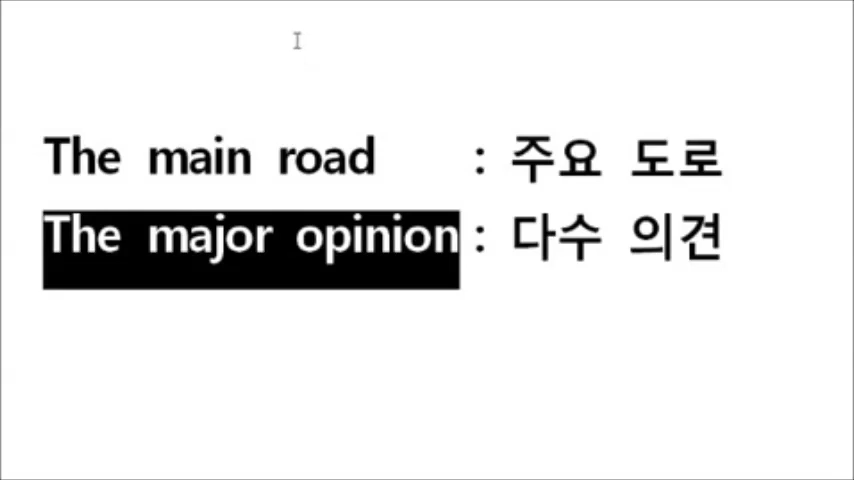 The main road : 주요 도로
The major opinion : 다수 의견